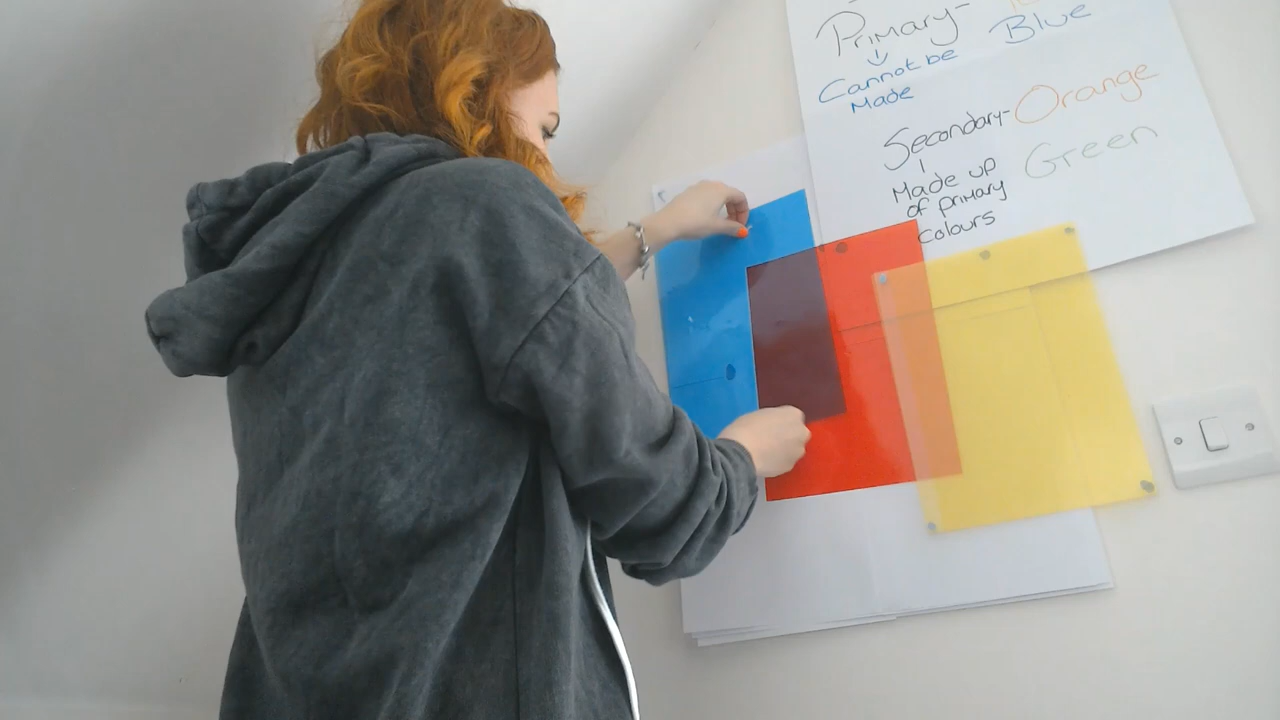 Primary-
Blue
Cannot be
Made
Secondary-
Orange
Green
Made up
of primary
colours